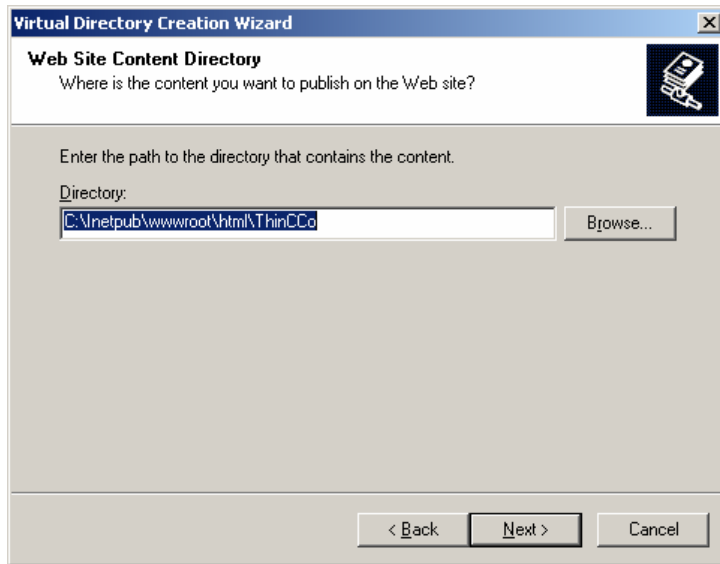 Virtual Directory Creation Wizard
Web Site Content Directory
Where is the content you want to publish on the Web site?
Enter the path to the directory that contains the content.
Directory:
C:\Inetpub\wwwroot\html\ThinCCo
Browse...
< Back
Next >
Cancel